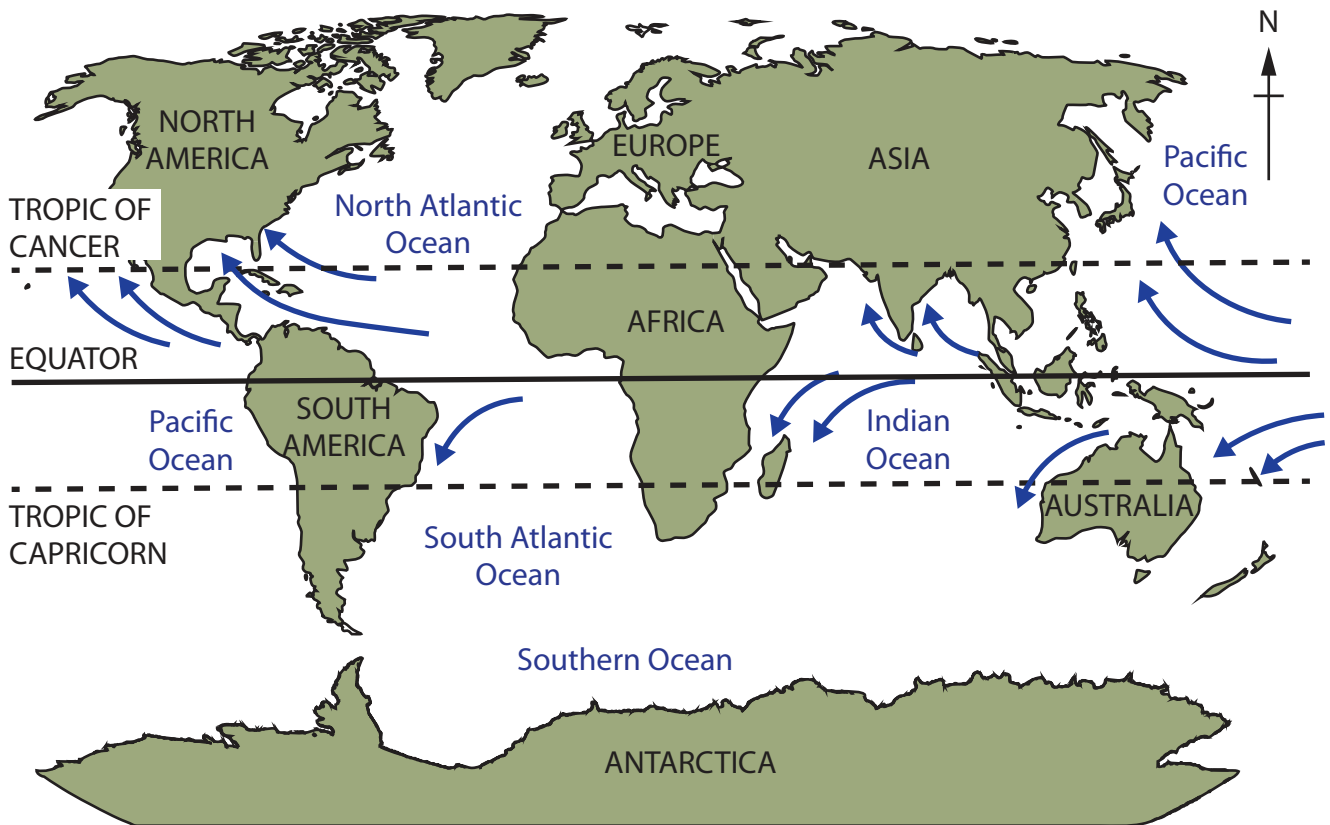 N
NORTH
AMERICA
EUROPE
ASIA
Pacific
Ocean
TROPIC OF
CANCER
North Atlantic
Ocean
AFRICA
EQUATOR
Pacific
Ocean
SOUTH
AMERICA
Indian
Ocean
TROPIC OF
CAPRICORN
AUSTRALIA
South Atlantic
Ocean
Southern Ocean
ANTARCTICA